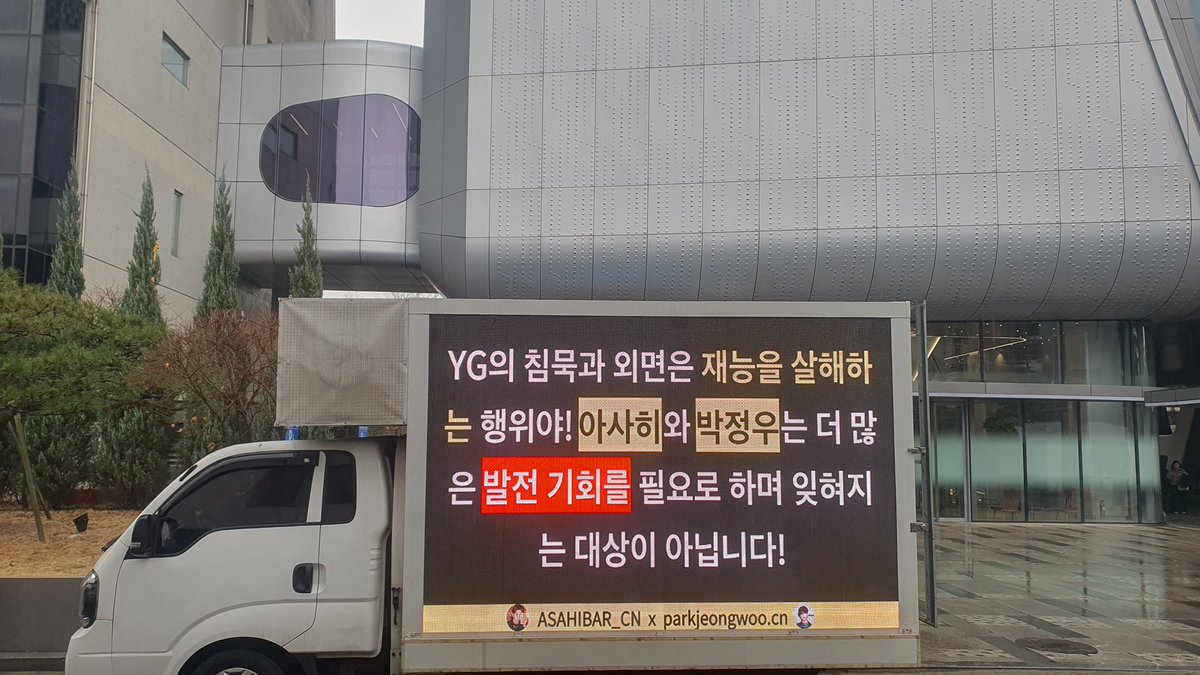 YG의 침묵과 외면은 재능을 살해하
는 행위야! 아사히와 박정우는 더 많
은 발전 기회를 필요로 하며 잊혀지
는 대상이 아닙니다!
ASAHIBAR_CN x parkjeongwoo.cn